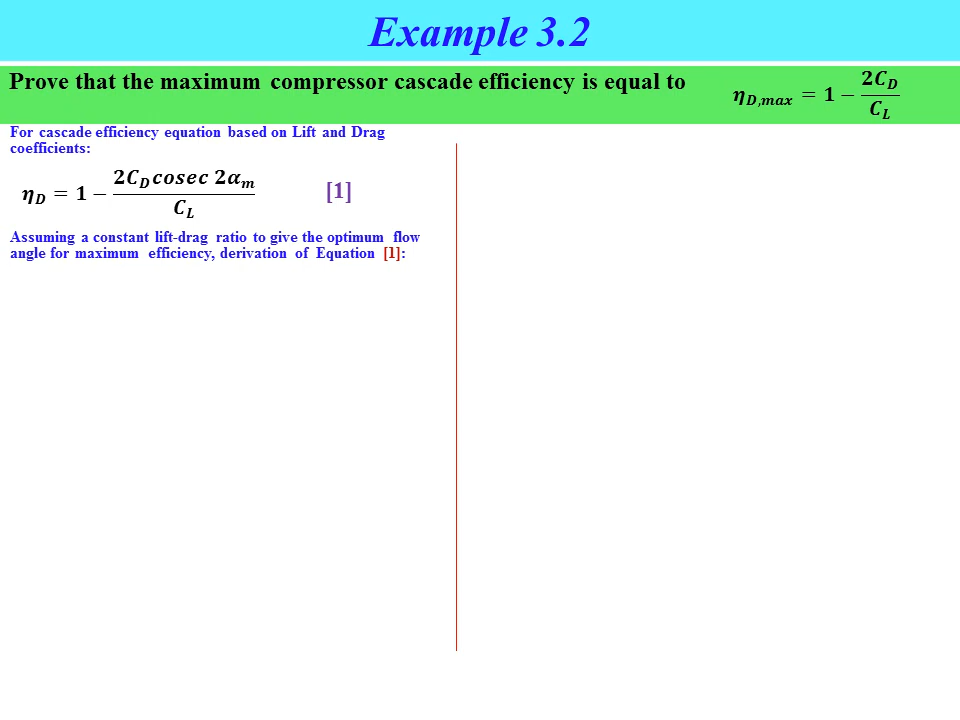 Example 3.2
Prove that the maximum compressor cascade efficiency is equal to η_{D,max} = 1 − 2C_D / C_L
For cascade efficiency equation based on Lift and Drag
coefficients:
η_D = 1 − 2C_D cosec 2α_m / C_L [1]
Assuming a constant lift-drag ratio to give the optimum flow
angle for maximum efficiency, derivation of Equation [1]: